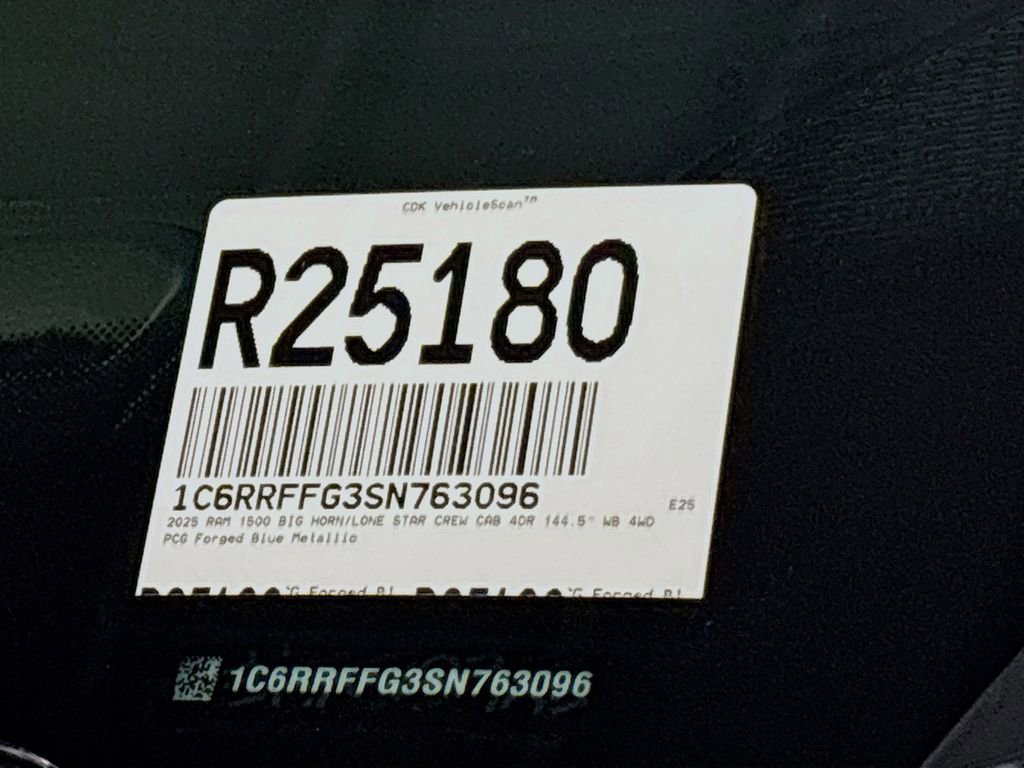 CDK VehicleScan™
R25180
1C6RRFFG3SN763096
E25
2025 RAM 1500 BIG HORN/LONE STAR CREW CAB 4DR 144.5" WB 4WD
PCG Forged Blue Metallic
1C6RRFFG3SN763096